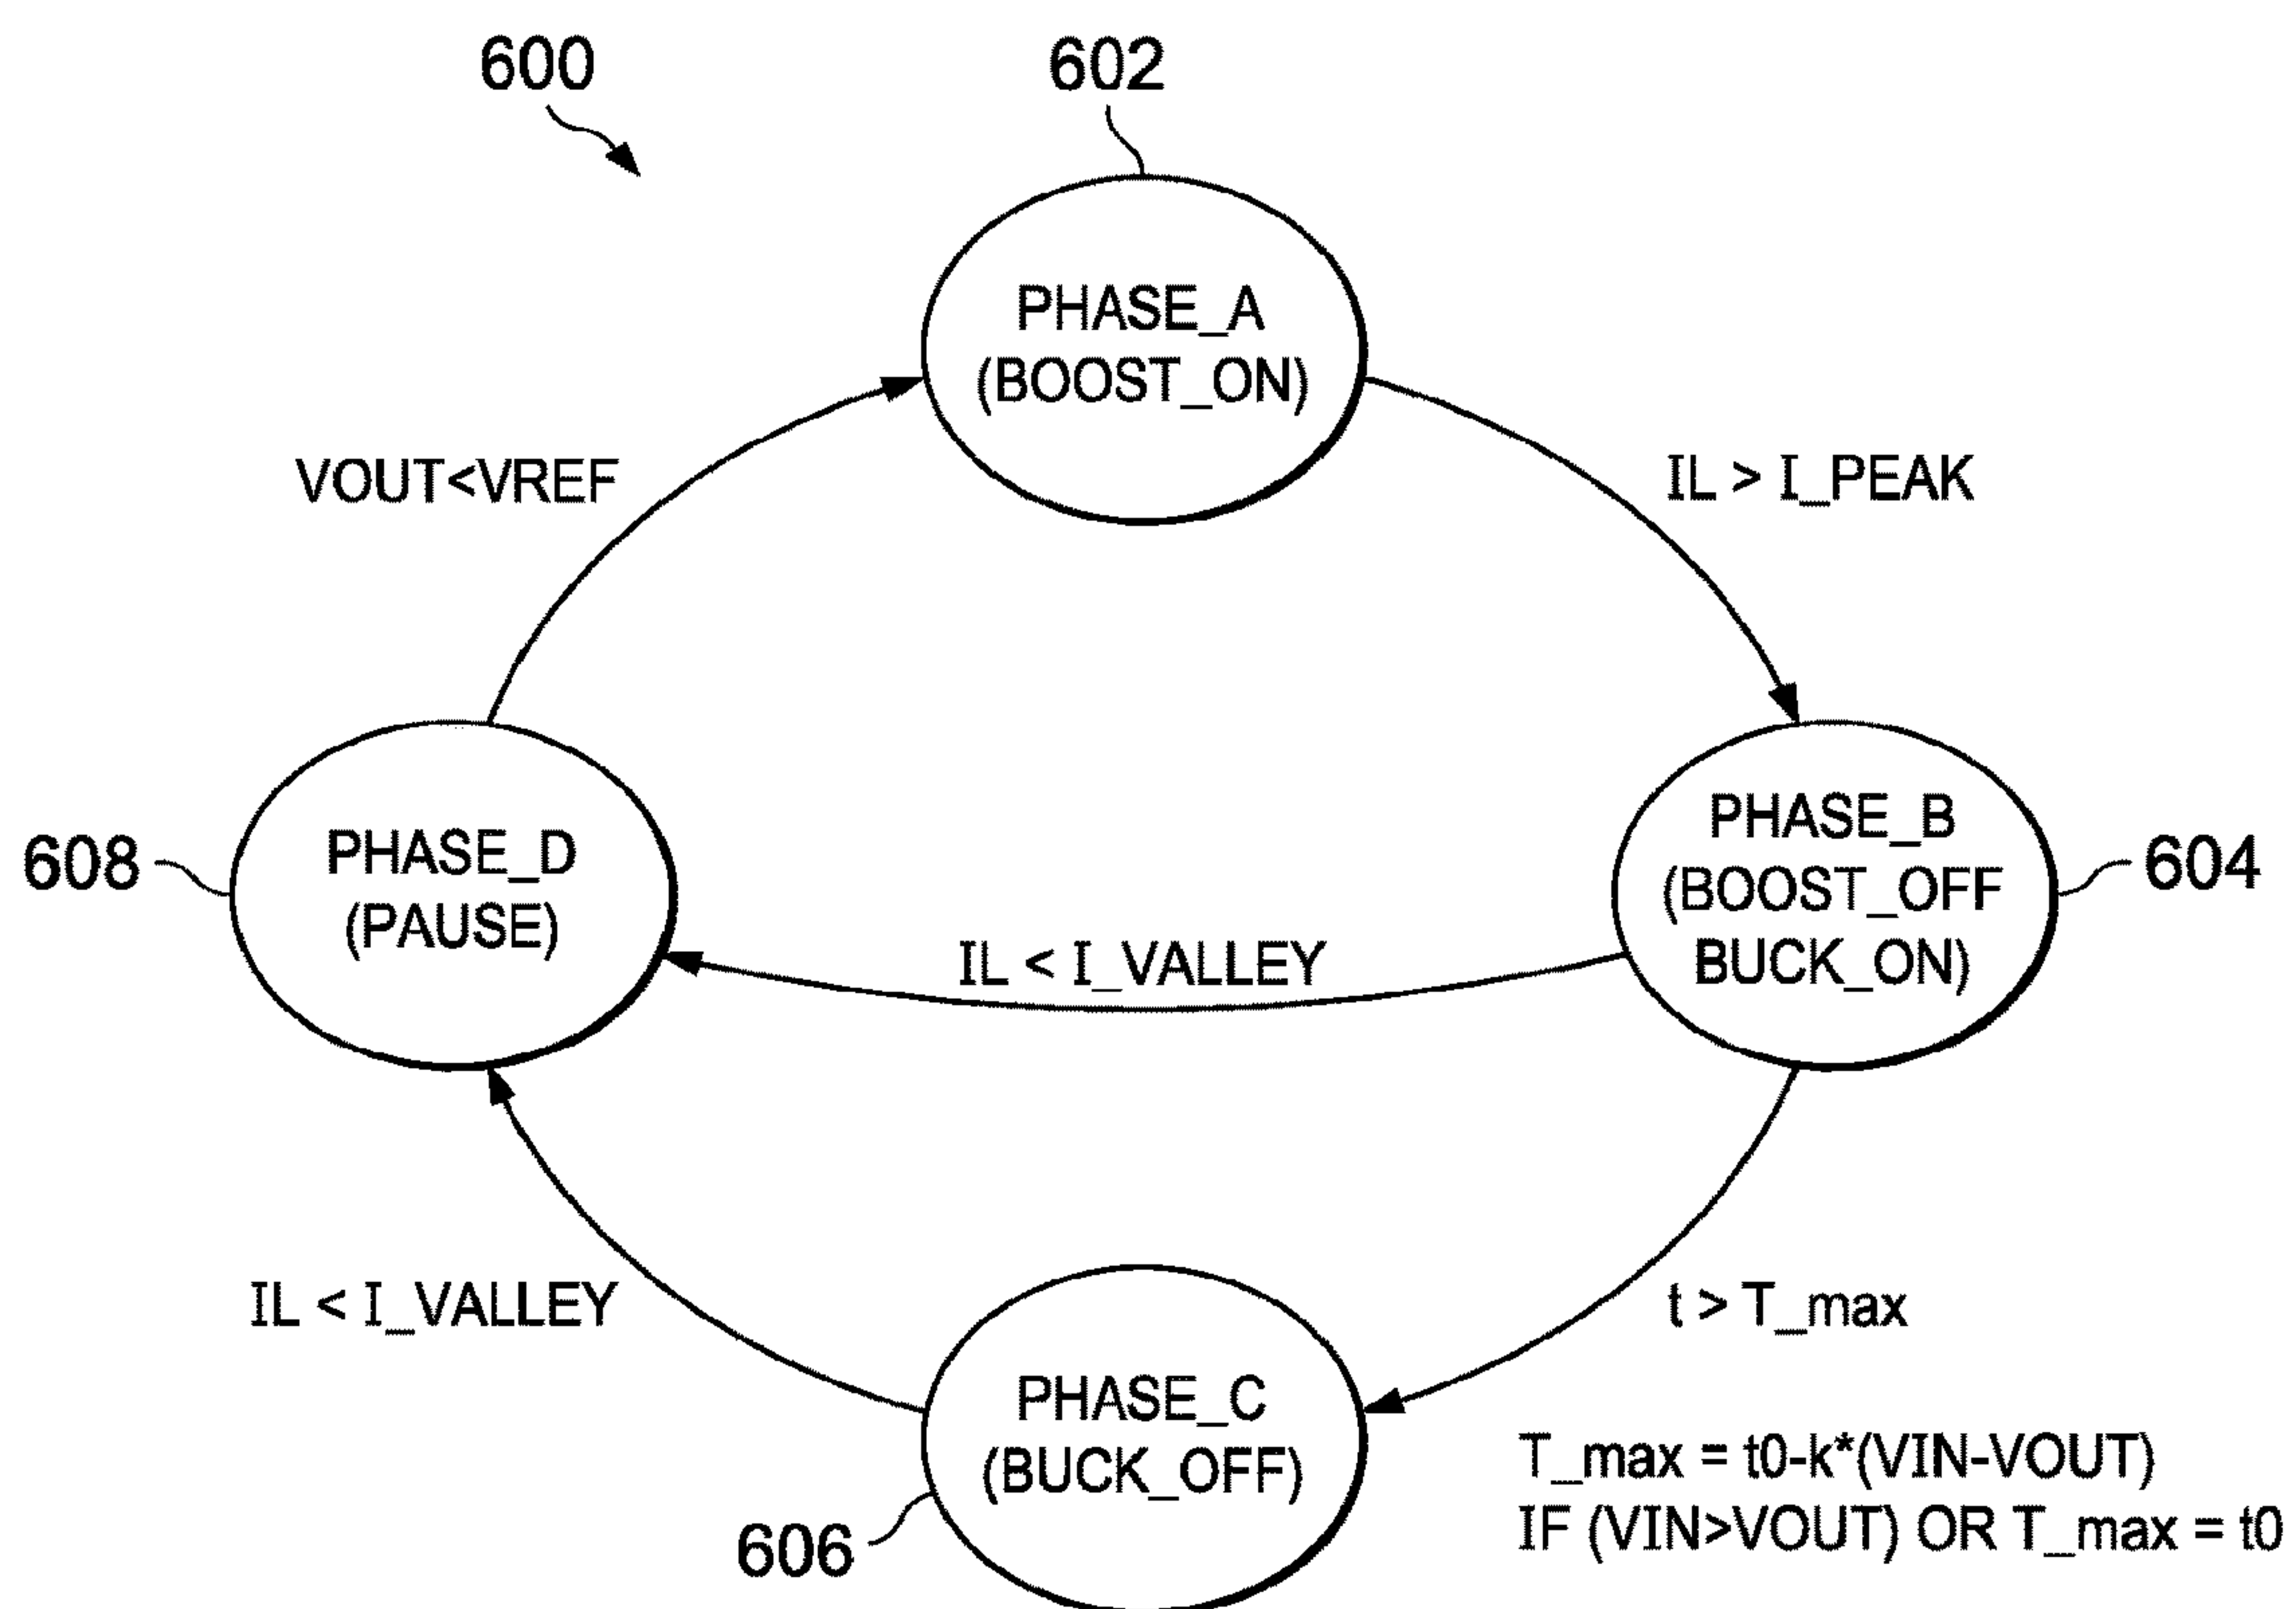 600
602
PHASE_A
(BOOST_ON)
VOUT<VREF
IL > I_PEAK
PHASE_D
(PAUSE)
608
PHASE_B
(BOOST_OFF
BUCK_ON)
604
IL < I_VALLEY
IL < I_VALLEY
t > T_max
PHASE_C
(BUCK_OFF)
606
T_max = t0-k*(VIN-VOUT)
IF (VIN>VOUT) OR T_max = t0